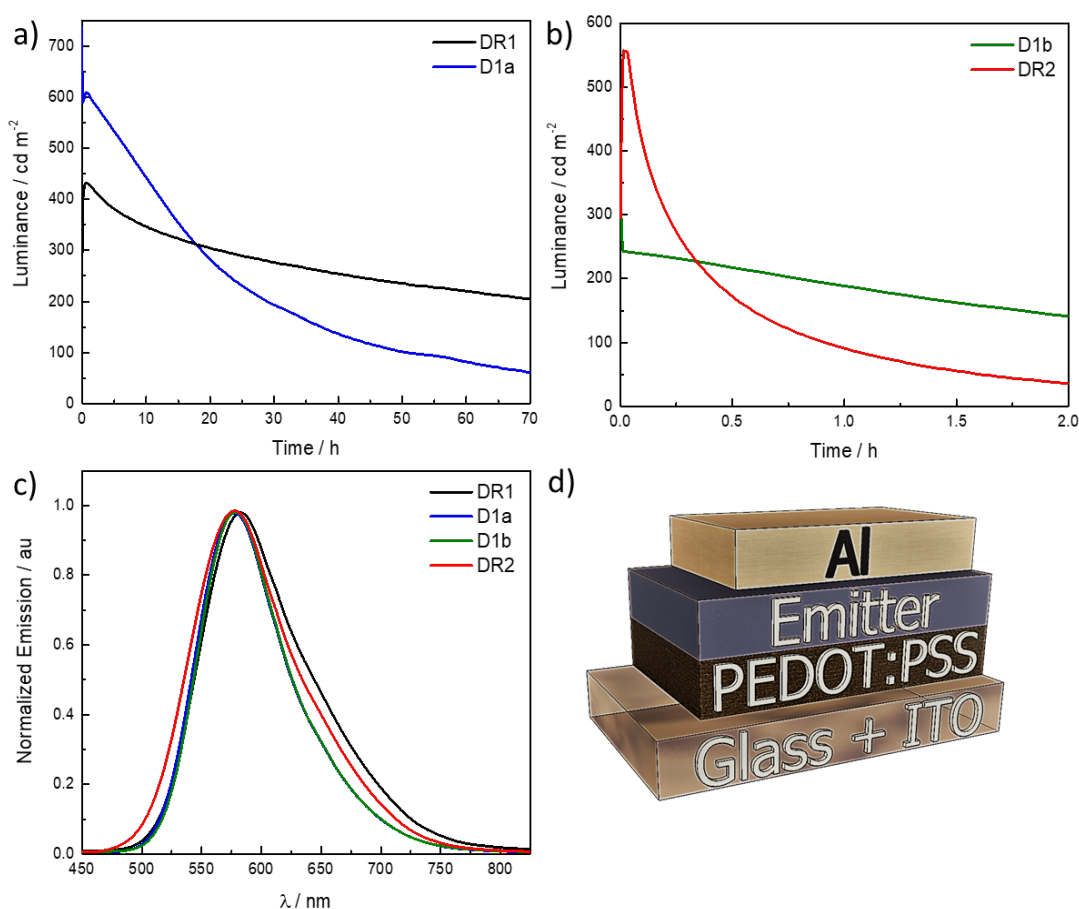 a)
DR1
D1a
Luminance / cd m⁻²
700
600
500
400
300
200
100
0
0 10 20 30 40 50 60 70
Time / h
b)
D1b
DR2
Luminance / cd m⁻²
600
500
400
300
200
100
0
0.0 0.5 1.0 1.5 2.0
Time / h
c)
DR1
D1a
D1b
DR2
Normalized Emission / au
1.0
0.8
0.6
0.4
0.2
0.0
450 500 550 600 650 700 750 800
λ / nm
d)
Al
Emitter
PEDOT:PSS
Glass + ITO